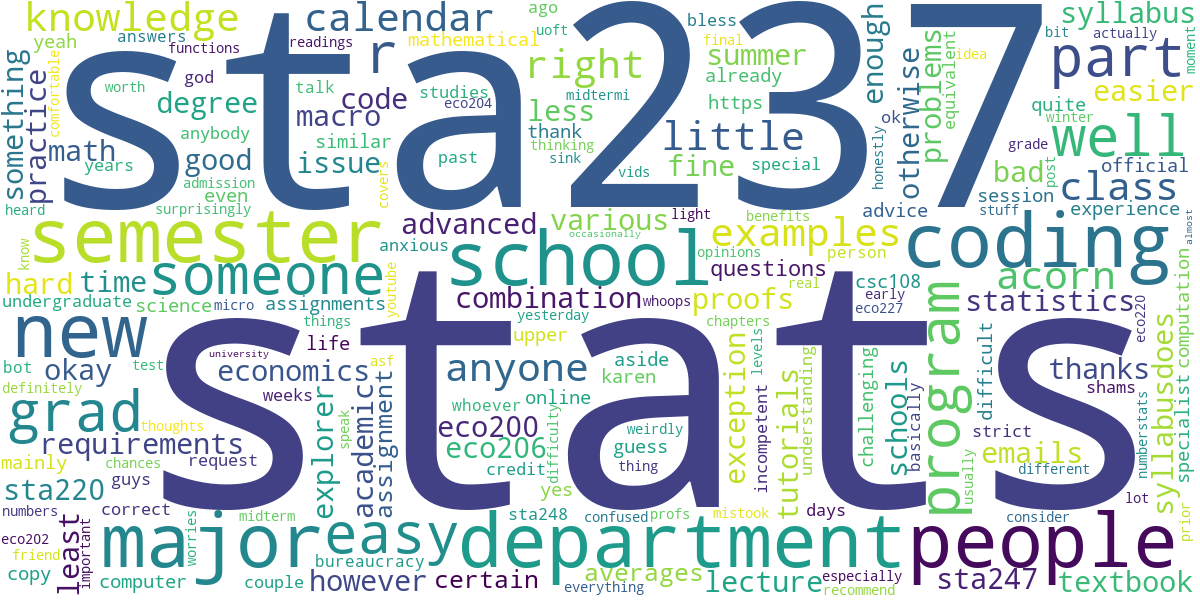 knowledge
calendar
ago
bless
syllabus
yeah
answers
functions
readings
mathematical
uoft
final
bit
actually
sta237
r
right
summer
already
enough
part
moment
something
practice
comfortable
worth
god
talk
studies
eco204
midtermi
https
problems
equivalent
idea
easier
degree
macro
code
less
quite
winter
math
anybody
similar
thank
thinking
little
ok
grade
well
years
good
issue
past
sink
fine
special
honestly
otherwise
bad
post
official
admission
even
covers
vids
session
class
heard
surprisingly
advanced
various
light
benefits
advice
stuff
experience
almost
know
semester
anxious
occasionally
school
opinions
examples
person
coding
hard
time
someone
youtube
questions
real
csc108
acorn
undergraduate
science
micro
assignments
combination
whoops
proofs
early
eco227
statistics
eco220
computation
new
things
yesterday
chapters
levels
bot
test
university
life
asf
upper
exception
understanding
challenging
program
difficult
syllabusdoes
specialist
definitely
okay
economics
stats
anyone
aside
karen
thanks
weeks
explorer
academic
assignment
whoever
online
tutorials
schools
basically
shams
numberstats
grad
thoughts
speak
eco200
difficulty
weirdly
incompetent
strict
requirements
eco206
guess
usually
emails
mainly
chances
request
credit
thing
different
prior
sta220
guys
yes
days
lot
numbers
correct
midterm
sta248
confused
profs
mistook
consider
eco202
least
important
major
worries
easy
department
people
friend
bureaucracy
averages
especially
sta247
copy
computer
couple
however
certain
everything
lecture
recommend
textbook